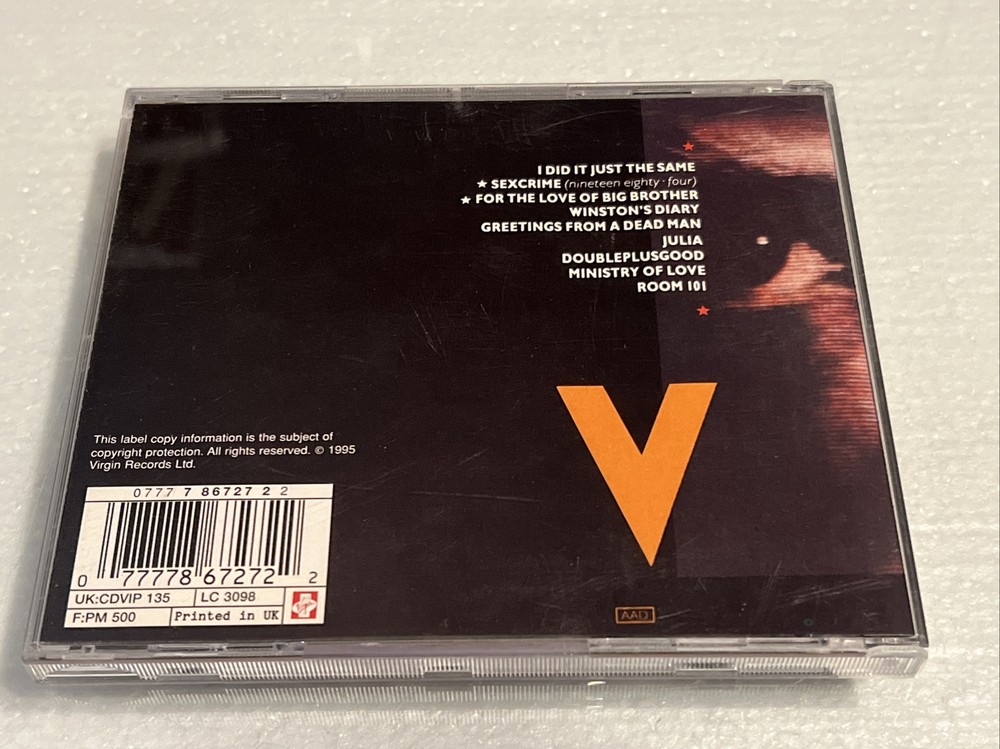 I DID IT JUST THE SAME
★ SEXCRIME (nineteen eighty·four)
★ FOR THE LOVE OF BIG BROTHER
WINSTON'S DIARY
GREETINGS FROM A DEAD MAN
JULIA
DOUBLEPLUSGOOD
MINISTRY OF LOVE
ROOM 101
V
This label copy information is the subject of
copyright protection. All rights reserved. © 1995
Virgin Records Ltd.
0777 7 86727 2 2
0 77778 67272 2
UK:CDVIP 135 LC 3098
F:PM 500 Printed in UK
AAD